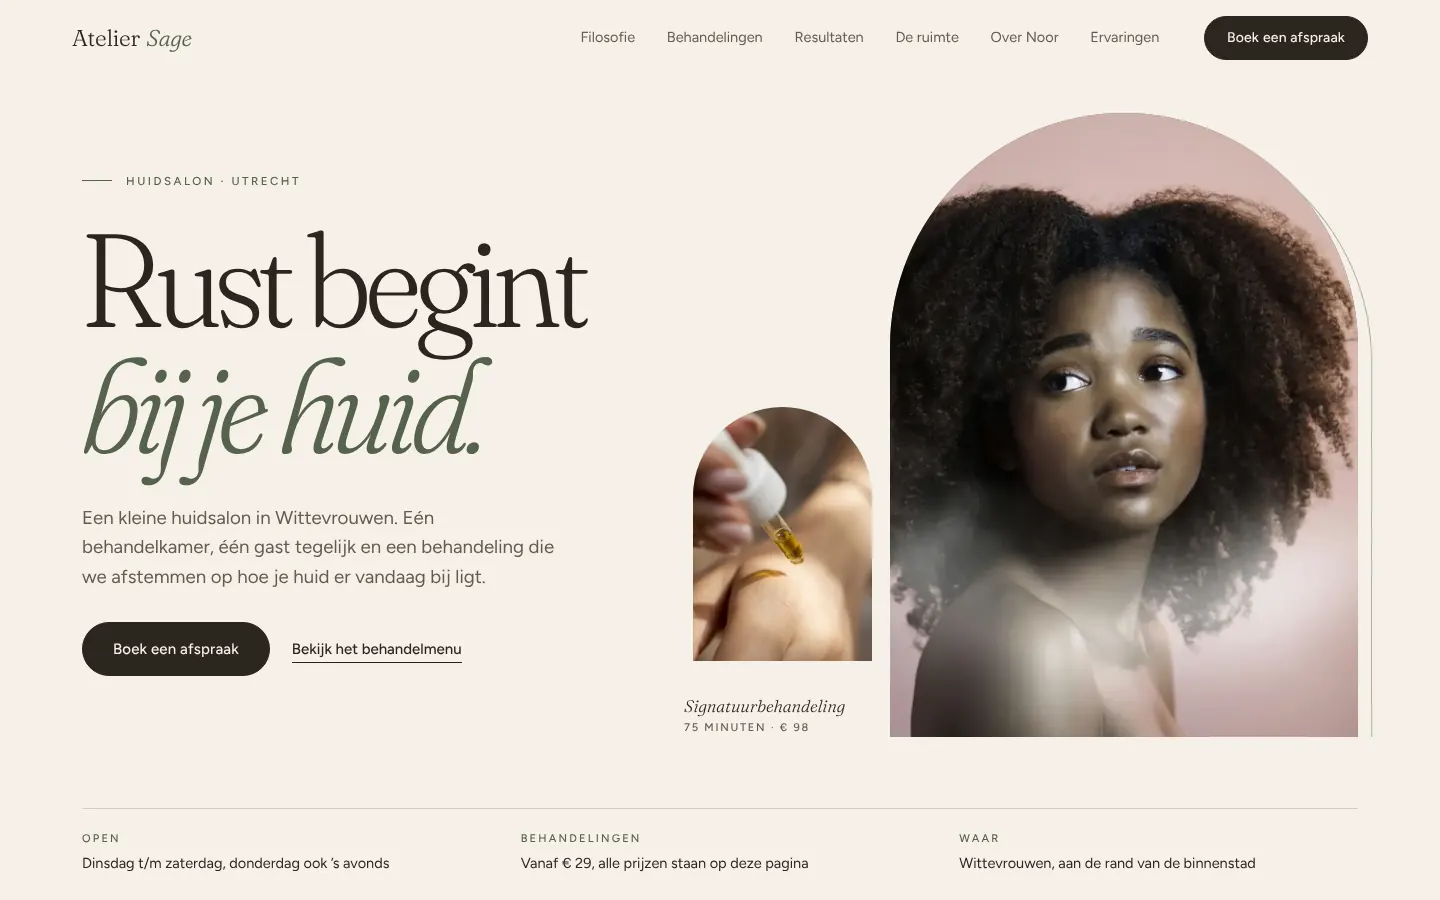 Atelier Sage
Filosofie
Behandelingen
Resultaten
De ruimte
Over Noor
Ervaringen
Boek een afspraak
HUIDSALON · UTRECHT
Rust begint
bij je huid.
Een kleine huidsalon in Wittevrouwen. Eén
behandelkamer, één gast tegelijk en een behandeling die
we afstemmen op hoe je huid er vandaag bij ligt.
Boek een afspraak
Bekijk het behandelmenu
Signatuurbehandeling
75 MINUTEN · € 98
OPEN
Dinsdag t/m zaterdag, donderdag ook ’s avonds
BEHANDELINGEN
Vanaf € 29, alle prijzen staan op deze pagina
WAAR
Wittevrouwen, aan de rand van de binnenstad